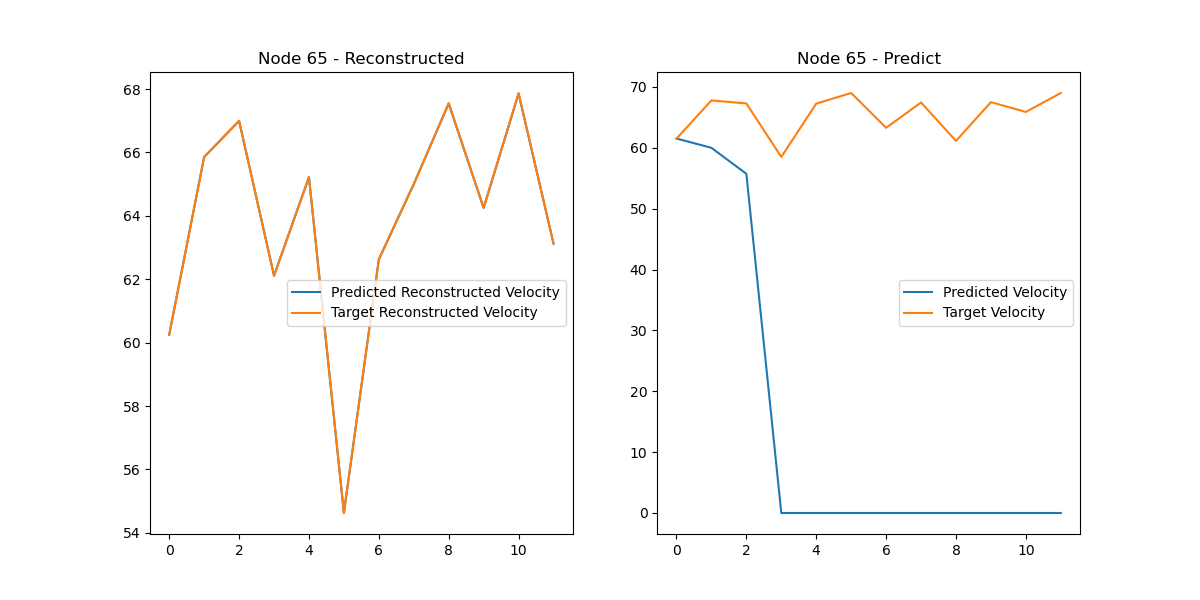 Node 65 - Reconstructed
68
66
64
62
60
58
56
54
0 2 4 6 8 10
Predicted Reconstructed Velocity
Target Reconstructed Velocity
Node 65 - Predict
70
60
50
40
30
20
10
0
0 2 4 6 8 10
Predicted Velocity
Target Velocity